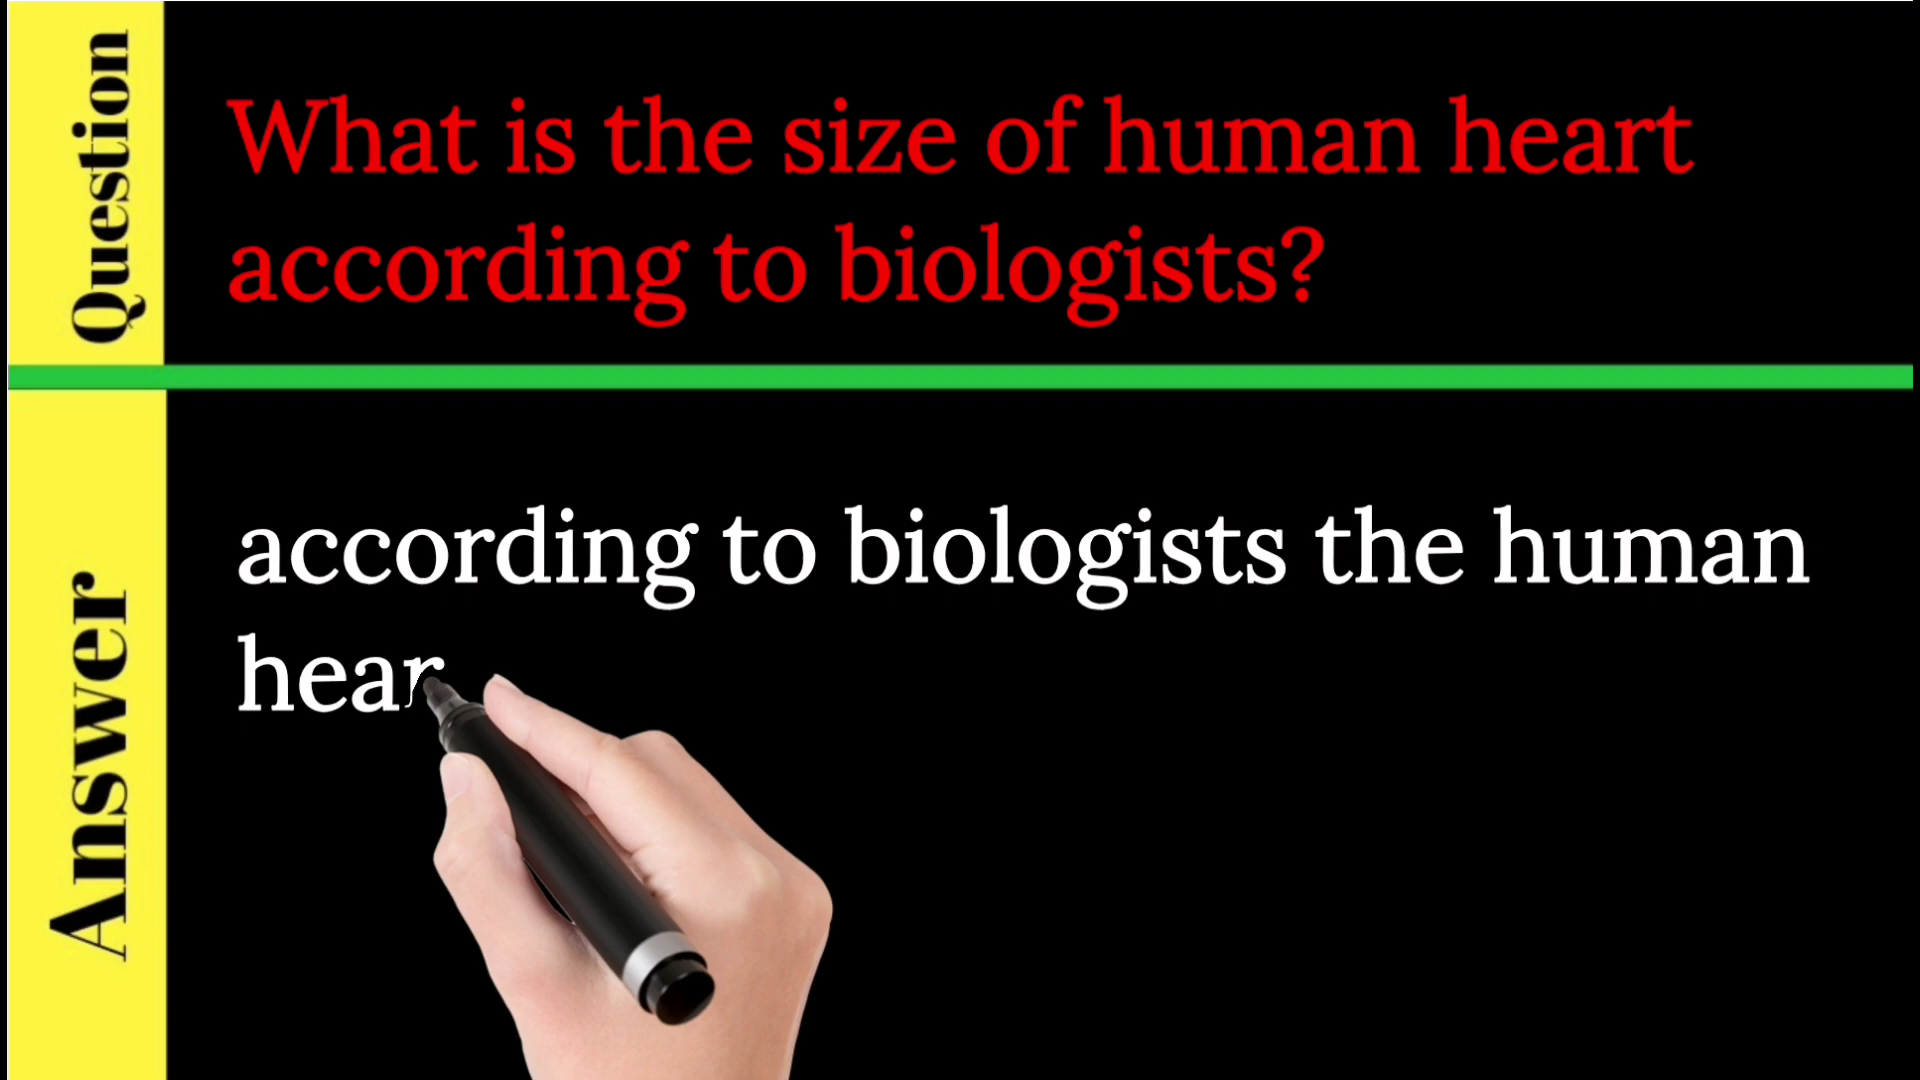 Question
What is the size of human heart
according to biologists?
Answer
according to biologists the human
hear